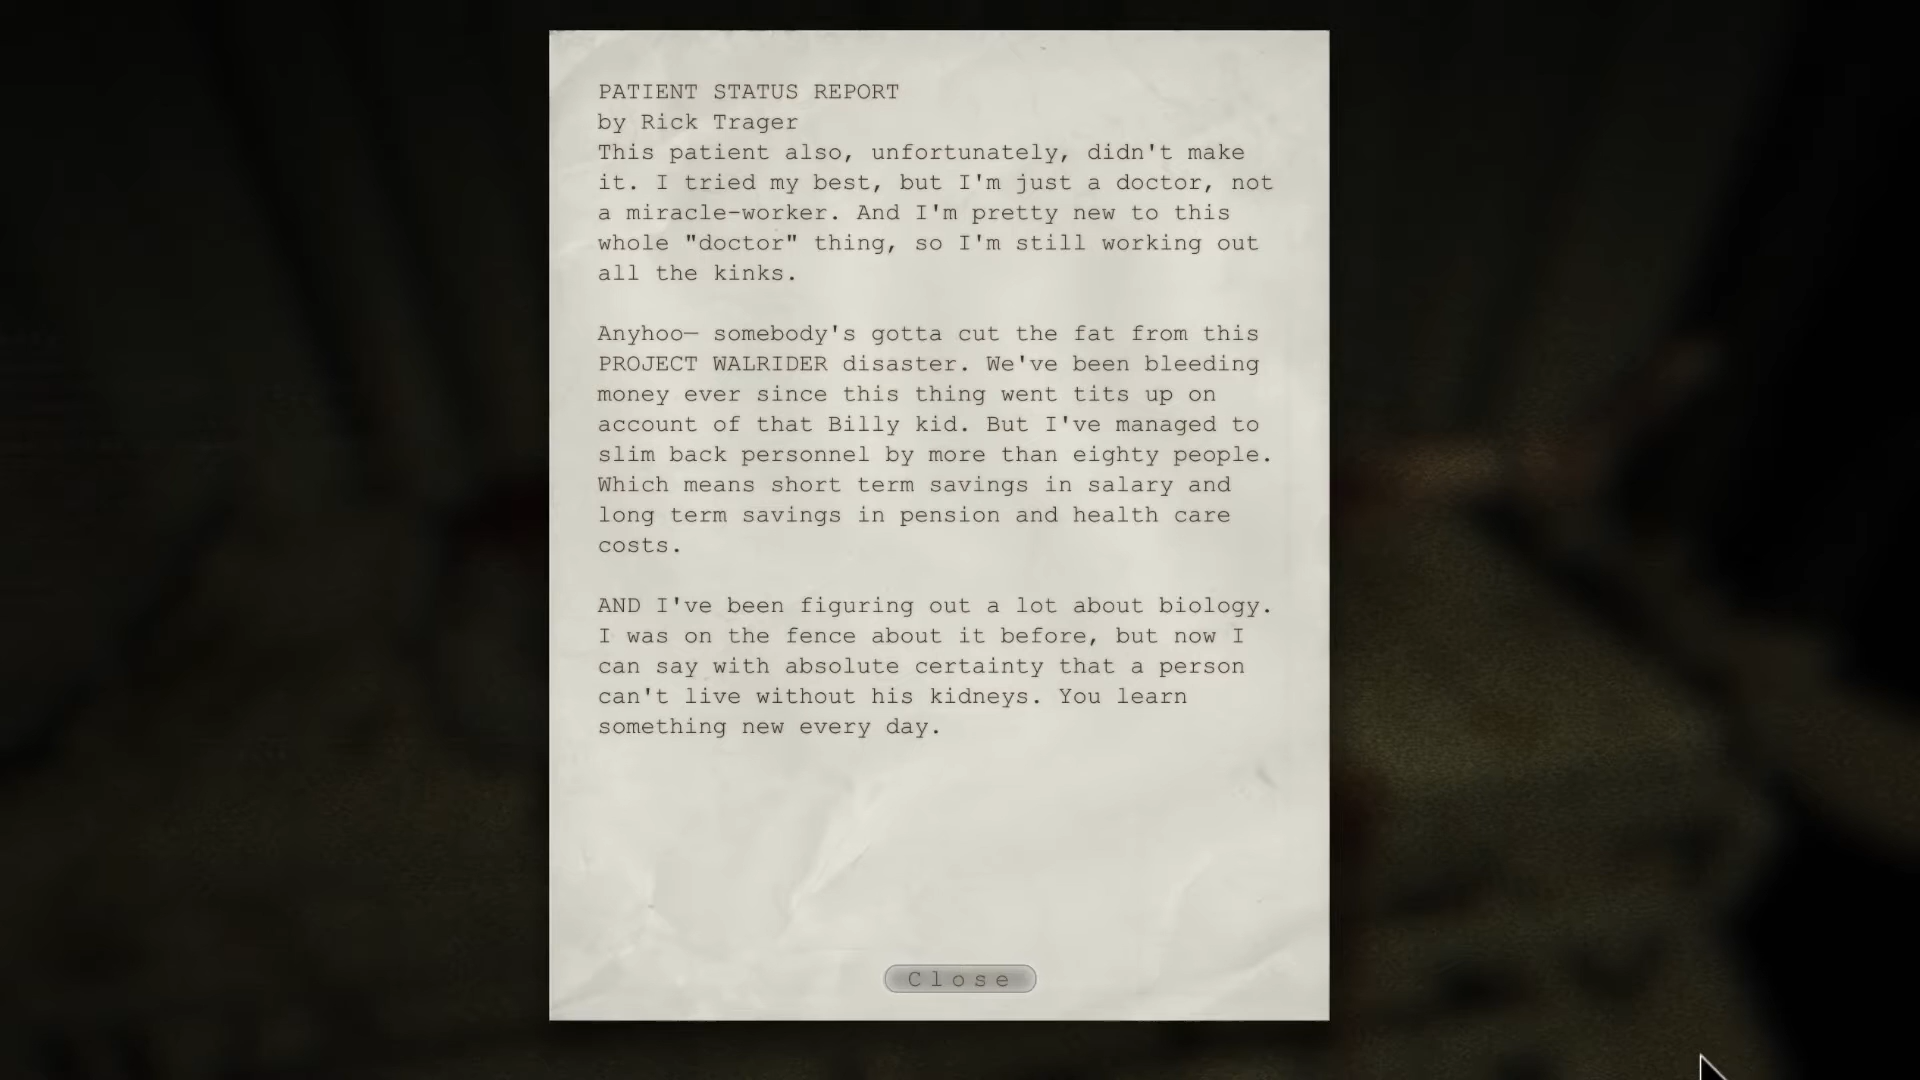 PATIENT STATUS REPORT
by Rick Trager
This patient also, unfortunately, didn't make
it. I tried my best, but I'm just a doctor, not
a miracle-worker. And I'm pretty new to this
whole "doctor" thing, so I'm still working out
all the kinks.
Anyhoo— somebody's gotta cut the fat from this
PROJECT WALRIDER disaster. We've been bleeding
money ever since this thing went tits up on
account of that Billy kid. But I've managed to
slim back personnel by more than eighty people.
Which means short term savings in salary and
long term savings in pension and health care
costs.
AND I've been figuring out a lot about biology.
I was on the fence about it before, but now I
can say with absolute certainty that a person
can't live without his kidneys. You learn
something new every day.
Close